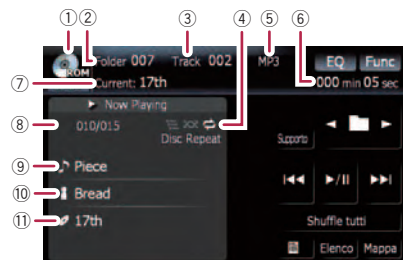 ① ② ③ ④ ⑤ ⑥
ROM Folder 007 Track 002 MP3 EQ Func
⑦ Current: 17th 000 min 05 sec
Now Playing
⑧ 010/015
Disc Repeat Supporto
⑨ Piece
⑩ Bread
⑪ 17th
Shuffle tutti
Elenco Mappa